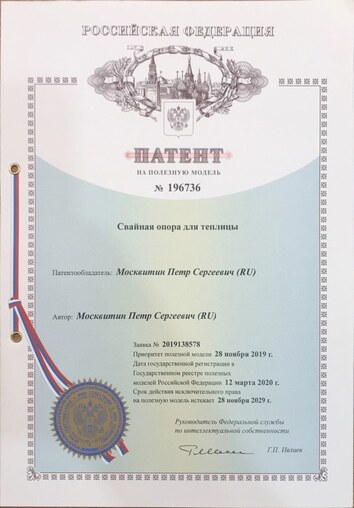 РОССИЙСКАЯ ФЕДЕРАЦИЯ
ПАТЕНТ
НА ПОЛЕЗНУЮ МОДЕЛЬ
№ 196736
Свайная опора для теплицы
Патентообладатель: Москвитин Петр Сергеевич (RU)
Автор: Москвитин Петр Сергеевич (RU)
Заявка № 2019138578
Приоритет полезной модели 28 ноября 2019 г.
Дата государственной регистрации в
Государственном реестре полезных
моделей Российской Федерации 12 марта 2020 г.
Срок действия исключительного права
на полезную модель истекает 28 ноября 2029 г.
Руководитель Федеральной службы
по интеллектуальной собственности
Г.П. Ивлиев